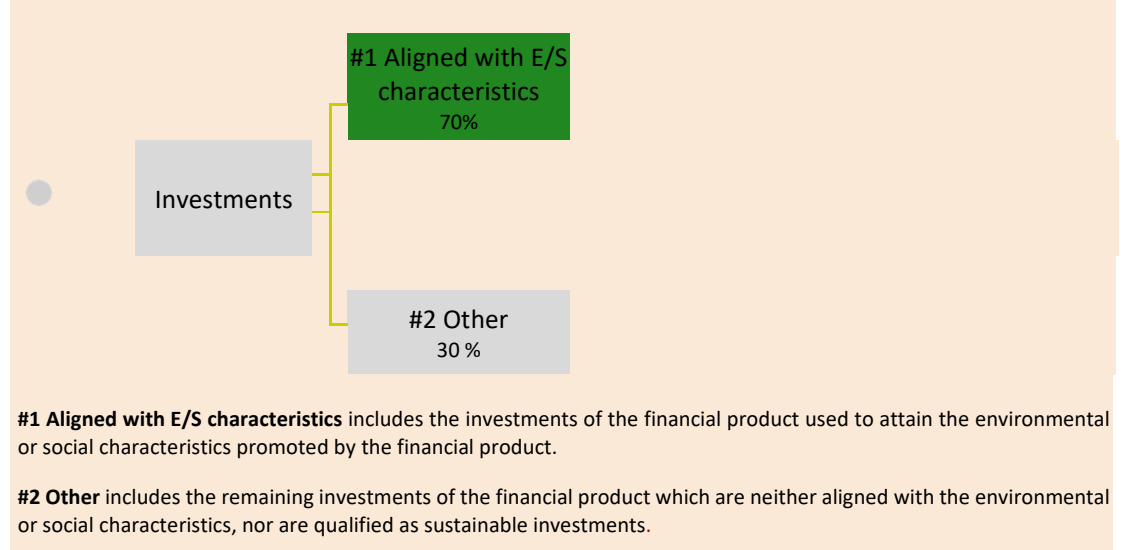 #1 Aligned with E/S
characteristics
70%
Investments
#2 Other
30 %
#1 Aligned with E/S characteristics includes the investments of the financial product used to attain the environmental
or social characteristics promoted by the financial product.
#2 Other includes the remaining investments of the financial product which are neither aligned with the environmental
or social characteristics, nor are qualified as sustainable investments.